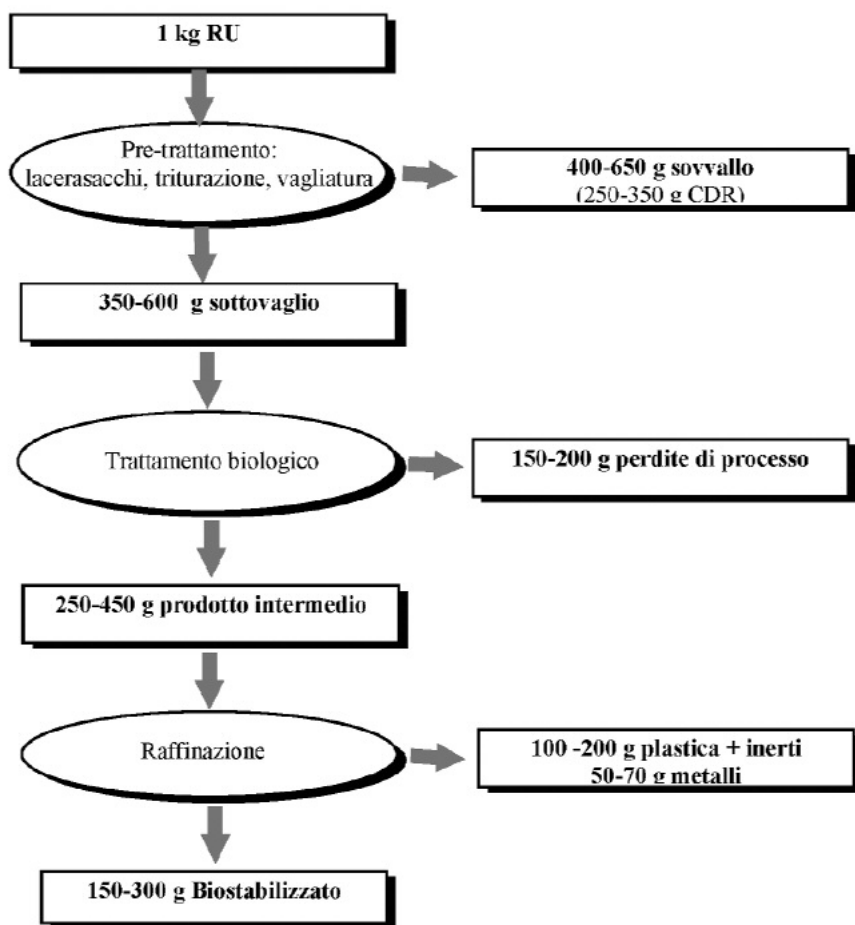 1 kg RU
Pre-trattamento:
lacerasacchi, triturazione, vagliatura
400-650 g sovvallo
(250-350 g CDR)
350-600 g sottovaglio
Trattamento biologico
150-200 g perdite di processo
250-450 g prodotto intermedio
Raffinazione
100 -200 g plastica + inerti
50-70 g metalli
150-300 g Biostabilizzato